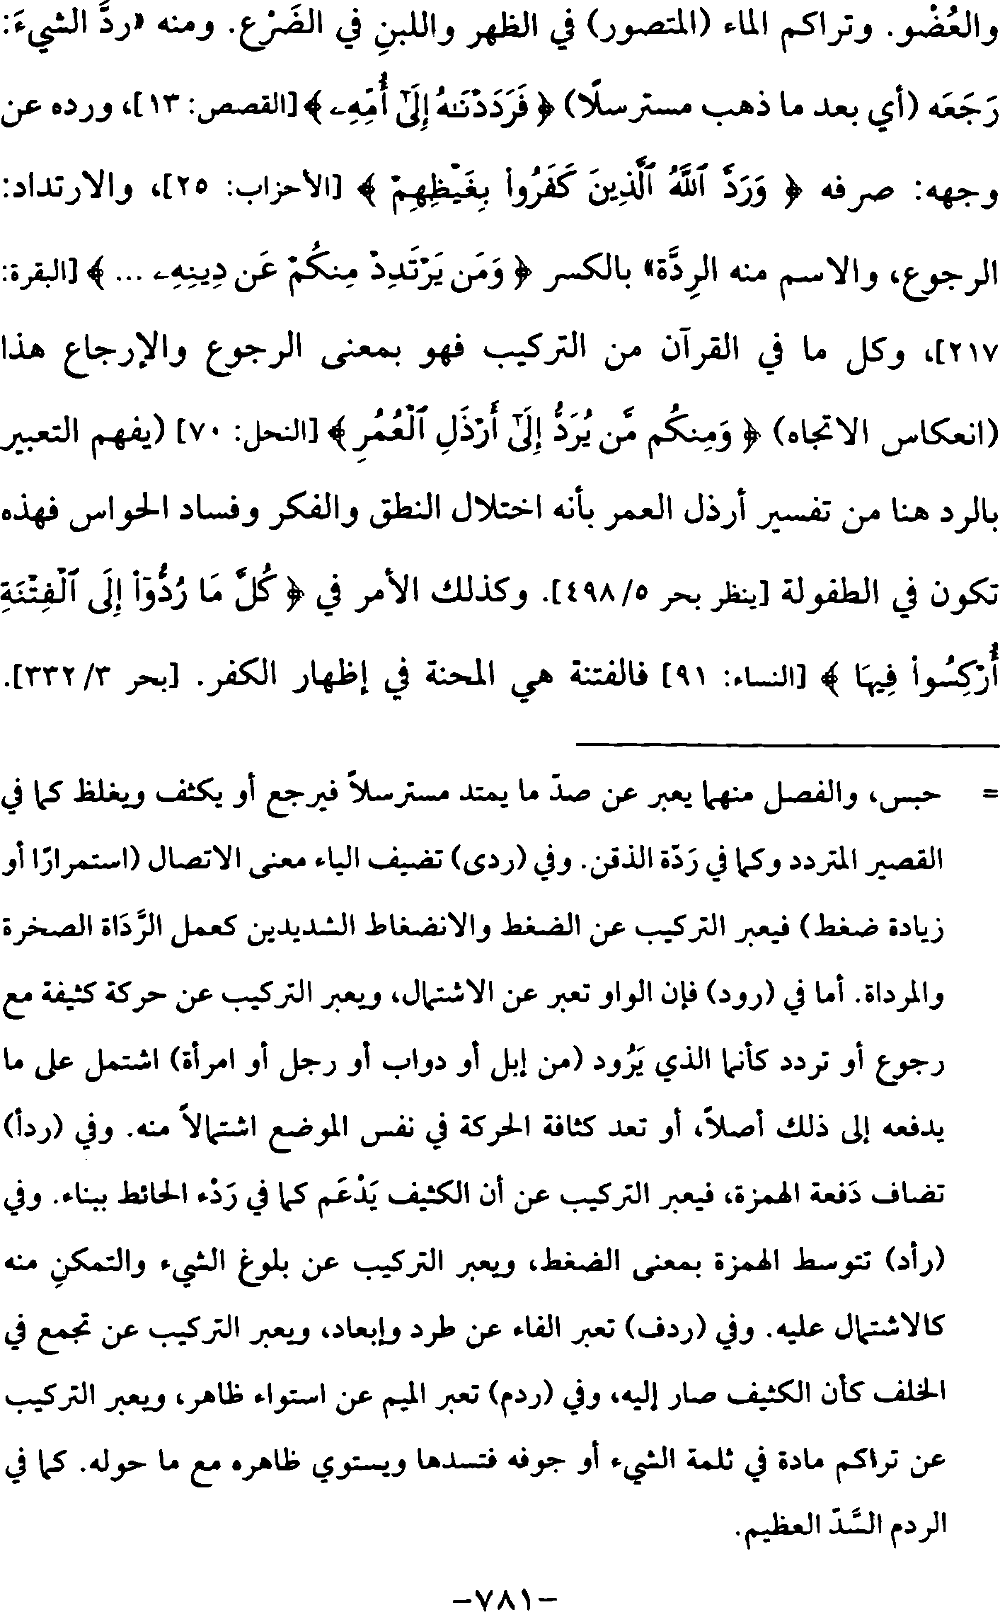 والعُضْو. وتراكم الماء (المتصور) في الظهر واللبنِ في الضَرْع. ومنه «ردَّ الشيءَ:
رَجَعَه (أي بعد ما ذهب مسترسلًا) ﴿ فَرَدَدْنَٰهُ إِلَىٰٓ أُمِّهِۦ ﴾ [القصص: ١٣]، ورده عن
وجهه: صرفه ﴿ وَرَدَّ ٱللَّهُ ٱلَّذِينَ كَفَرُوا۟ بِغَيْظِهِمْ ﴾ [الأحزاب: ٢٥]، والارتداد:
الرجوع، والاسم منه الرِدَّة» بالكسر ﴿ وَمَن يَرْتَدِدْ مِنكُمْ عَن دِينِهِۦ ... ﴾ [البقرة:
٢١٧]، وكل ما في القرآن من التركيب فهو بمعنى الرجوع والإرجاع هذا
(انعكاس الاتجاه) ﴿ وَمِنكُم مَّن يُرَدُّ إِلَىٰٓ أَرْذَلِ ٱلْعُمُرِ ﴾ [النحل: ٧٠] (يفهم التعبير
بالرد هنا من تفسير أرذل العمر بأنه اختلال النطق والفكر وفساد الحواس فهذه
تكون في الطفولة [ينظر بحر ٥/ ٤٩٨]. وكذلك الأمر في ﴿ كُلَّ مَا رُدُّوٓا۟ إِلَى ٱلْفِتْنَةِ
أُرْكِسُوا۟ فِيهَا ﴾ [النساء: ٩١] فالفتنة هي المحنة في إظهار الكفر. [بحر ٣/ ٣٣٢].
= حبس، والفصل منهما يعبر عن صدّ ما يمتد مسترسلاً فيرجع أو يكثف ويغلظ كما في
القصير المتردد وكما في رَدّة الذقن. وفي (ردى) تضيف الياء معنى الاتصال (استمرارًا أو
زيادة ضغط) فيعبر التركيب عن الضغط والانضغاط الشديدين كعمل الرَّدَاة الصخرة
والمرداة. أما في (رود) فإن الواو تعبر عن الاشتمال، ويعبر التركيب عن حركة كثيفة مع
رجوع أو تردد كأنما الذي يَرُود (من إبل أو دواب أو رجل أو امرأة) اشتمل على ما
يدفعه إلى ذلك أصلاً، أو تعد كثافة الحركة في نفس الموضع اشتمالاً منه. وفي (ردأ)
تضاف دَفعة الهمزة، فيعبر التركيب عن أن الكثيف يَدْعَم كما في رَدْء الحائط ببناء. وفي
(رأد) تتوسط الهمزة بمعنى الضغط، ويعبر التركيب عن بلوغ الشيء والتمكنِ منه
كالاشتمال عليه. وفي (ردف) تعبر الفاء عن طرد وإبعاد، ويعبر التركيب عن تجمع في
الخلف كأن الكثيف صار إليه، وفي (ردم) تعبر الميم عن استواء ظاهر، ويعبر التركيب
عن تراكم مادة في ثلمة الشيء أو جوفه فتسدها ويستوي ظاهره مع ما حوله. كما في
الردم السَّدّ العظيم.
-٧٨١-